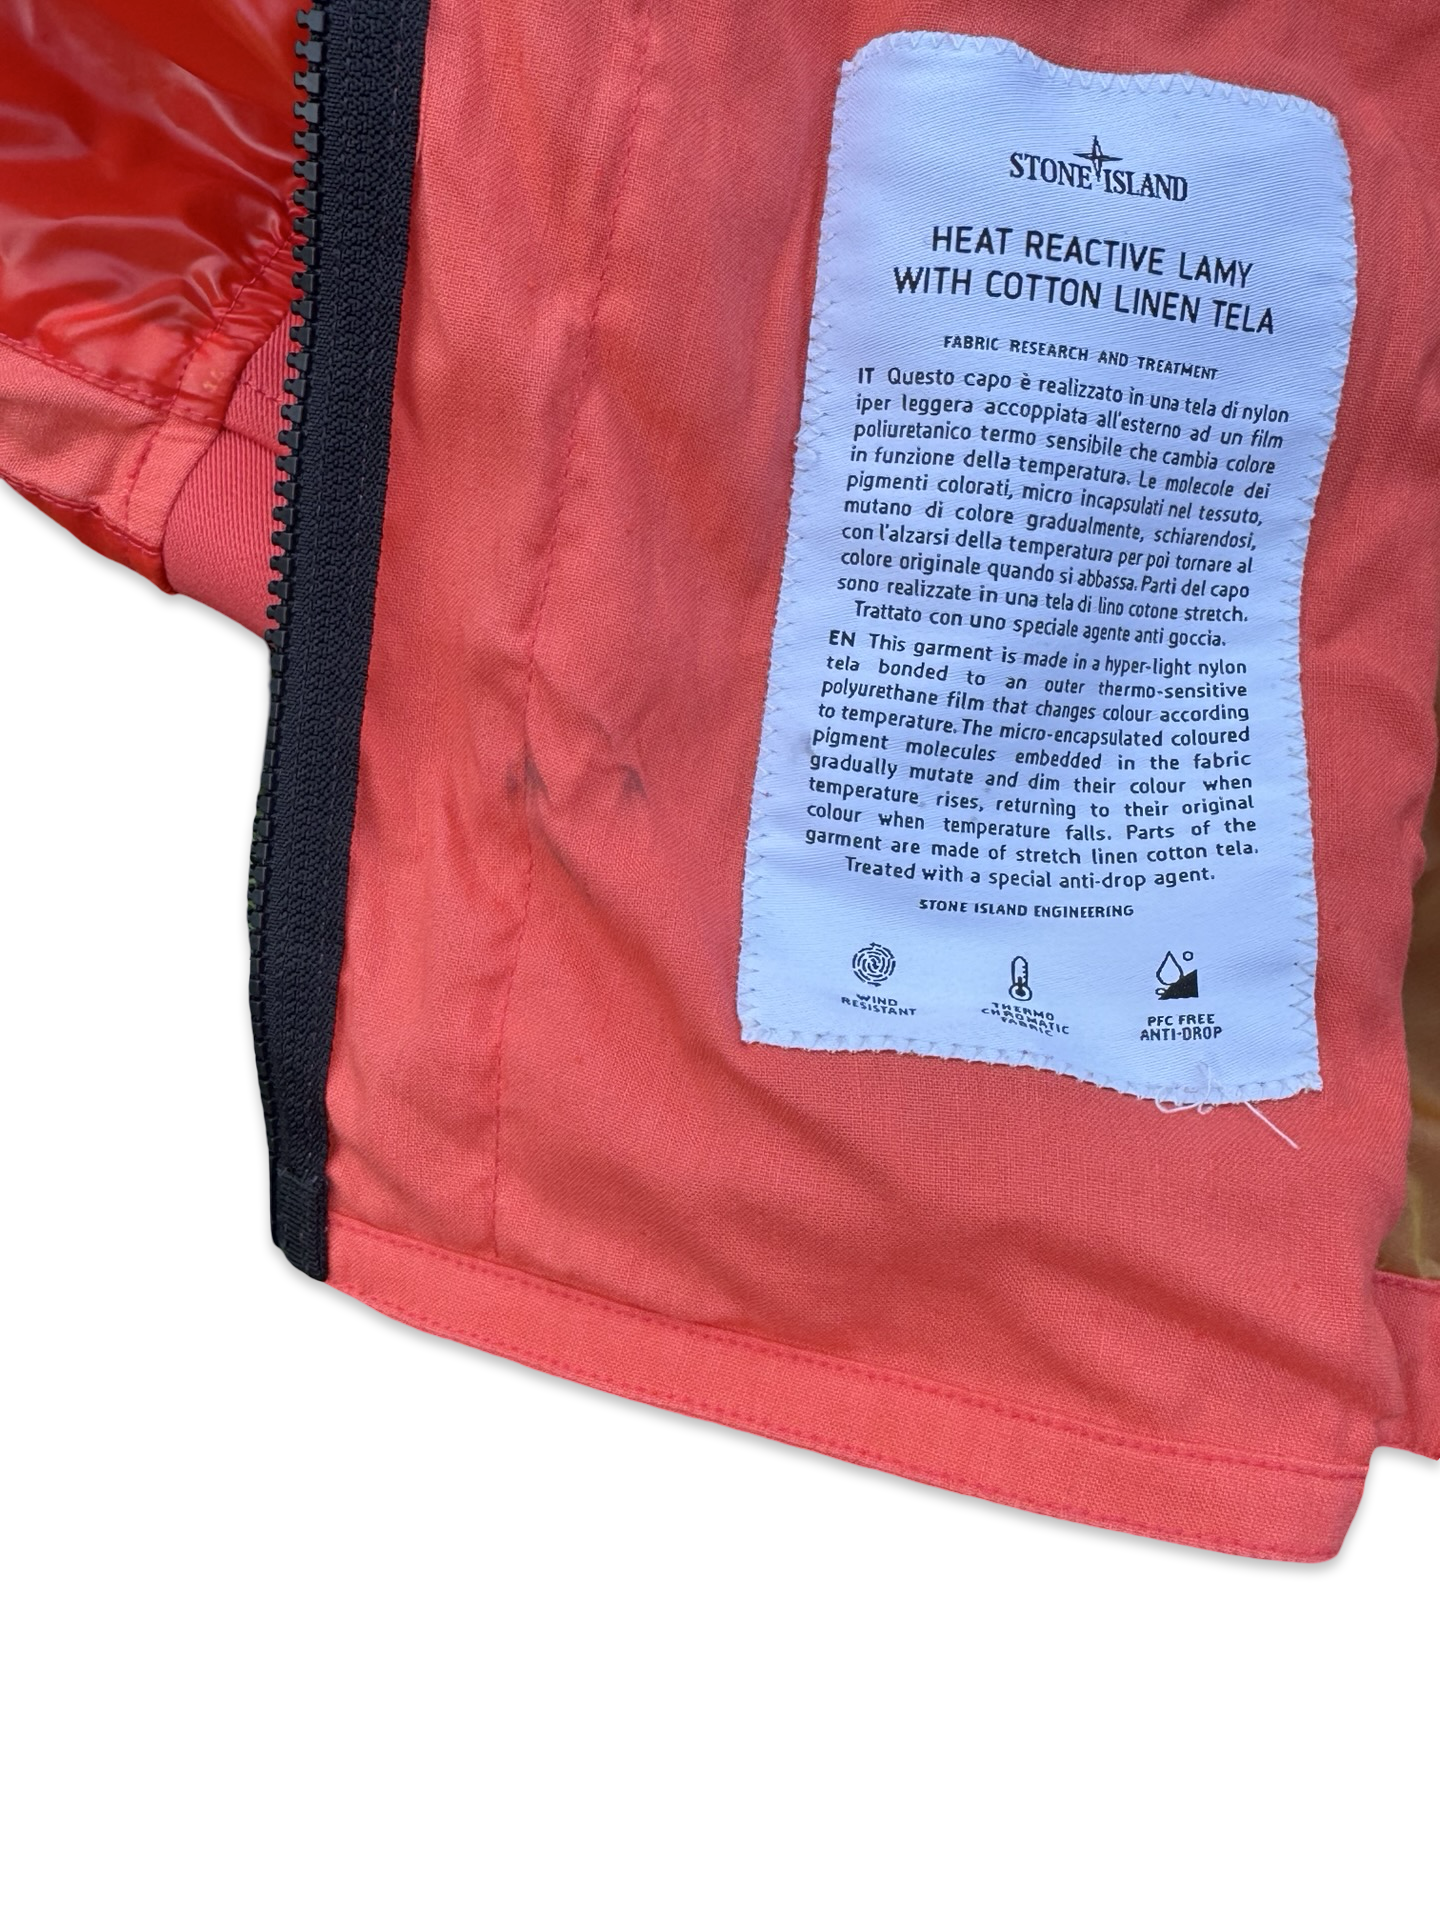 STONE ISLAND
HEAT REACTIVE LAMY
WITH COTTON LINEN TELA
FABRIC RESEARCH AND TREATMENT
IT Questo capo è realizzato in una tela di nylon
iper leggera accoppiata all'esterno ad un film
poliuretanico termo sensibile che cambia colore
in funzione della temperatura. Le molecole dei
pigmenti colorati, micro incapsulati nel tessuto,
mutano di colore gradualmente, schiarendosi,
con l'alzarsi della temperatura per poi tornare al
colore originale quando si abbassa. Parti del capo
sono realizzate in una tela di lino cotone stretch.
Trattato con uno speciale agente anti goccia.
EN This garment is made in a hyper-light nylon
tela bonded to an outer thermo-sensitive
polyurethane film that changes colour according
to temperature. The micro-encapsulated coloured
pigment molecules embedded in the fabric
gradually mutate and dim their colour when
temperature rises, returning to their original
colour when temperature falls. Parts of the
garment are made of stretch linen cotton tela.
Treated with a special anti-drop agent.
STONE ISLAND ENGINEERING
WIND
RESISTANT
THERMO
CHROMATIC
FABRIC
PFC FREE
ANTI-DROP